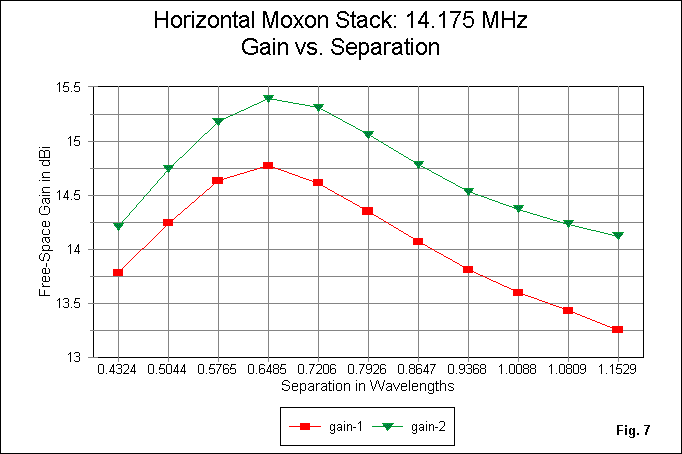 Horizontal Moxon Stack: 14.175 MHz
Gain vs. Separation
Free-Space Gain in dBi
15.5
15
14.5
14
13.5
13
0.4324 0.5044 0.5765 0.6485 0.7206 0.7926 0.8647 0.9368 1.0088 1.0809 1.1529
Separation in Wavelengths
gain-1 gain-2
Fig. 7